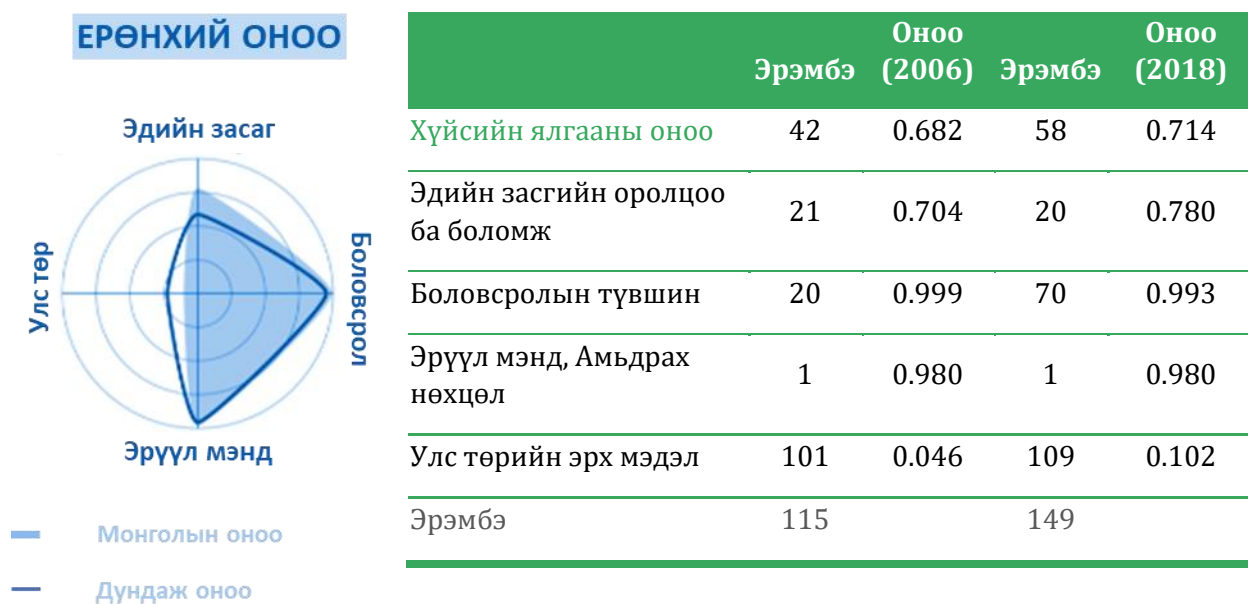 ЕРӨНХИЙ ОНОО
Эдийн засаг
Улс төр
Боловсрол
Эрүүл мэнд
Монголын оноо
Дундаж оноо
Эрэмбэ Оноо (2006) Эрэмбэ Оноо (2018)
Хүйсийн ялгааны оноо 42 0.682 58 0.714
Эдийн засгийн оролцоо
ба боломж 21 0.704 20 0.780
Боловсролын түвшин 20 0.999 70 0.993
Эрүүл мэнд, Амьдрах
нөхцөл 1 0.980 1 0.980
Улс төрийн эрх мэдэл 101 0.046 109 0.102
Эрэмбэ 115 149